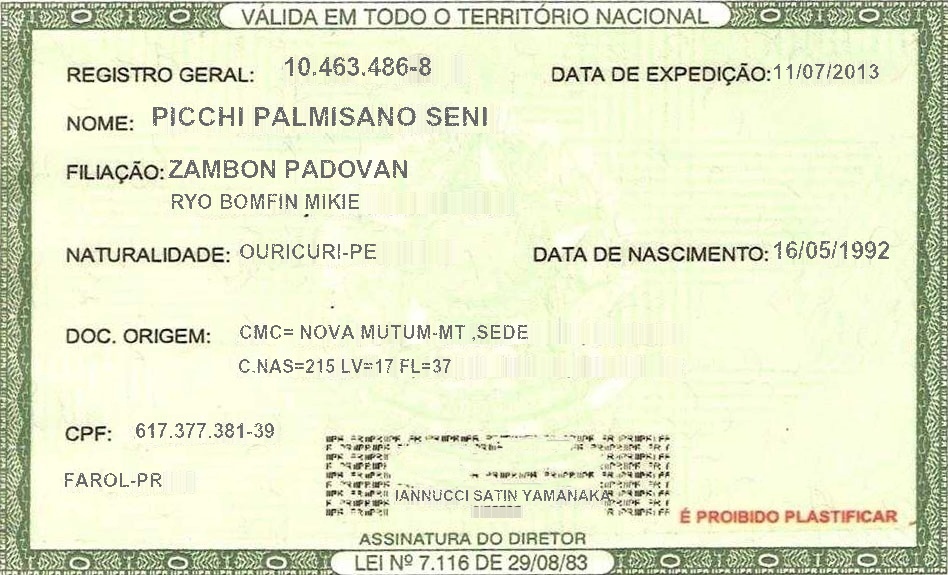 VÁLIDA EM TODO O TERRITÓRIO NACIONAL
REGISTRO GERAL: 10.463.486-8 DATA DE EXPEDIÇÃO: 11/07/2013
NOME: PICCHI PALMISANO SENI
FILIAÇÃO: ZAMBON PADOVAN
RYO BOMFIN MIKIE
NATURALIDADE: OURICURI-PE DATA DE NASCIMENTO: 16/05/1992
DOC. ORIGEM: CMC= NOVA MUTUM-MT ,SEDE
C.NAS=215 LV=17 FL=37
CPF: 617.377.381-39
FAROL-PR
IANNUCCI SATIN YAMANAKA
É PROIBIDO PLASTIFICAR
ASSINATURA DO DIRETOR
LEI Nº 7.116 DE 29/08/83